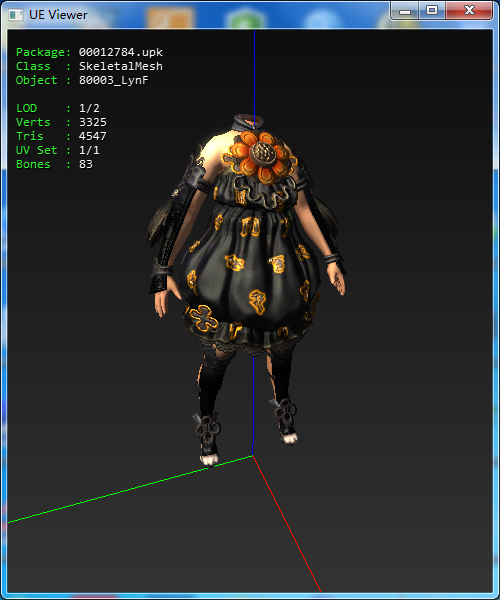 UE Viewer
Package: 00012784.upk
Class  : SkeletalMesh
Object : 80003_LynF
LOD    : 1/2
Verts  : 3325
Tris   : 4547
UV Set : 1/1
Bones  : 83